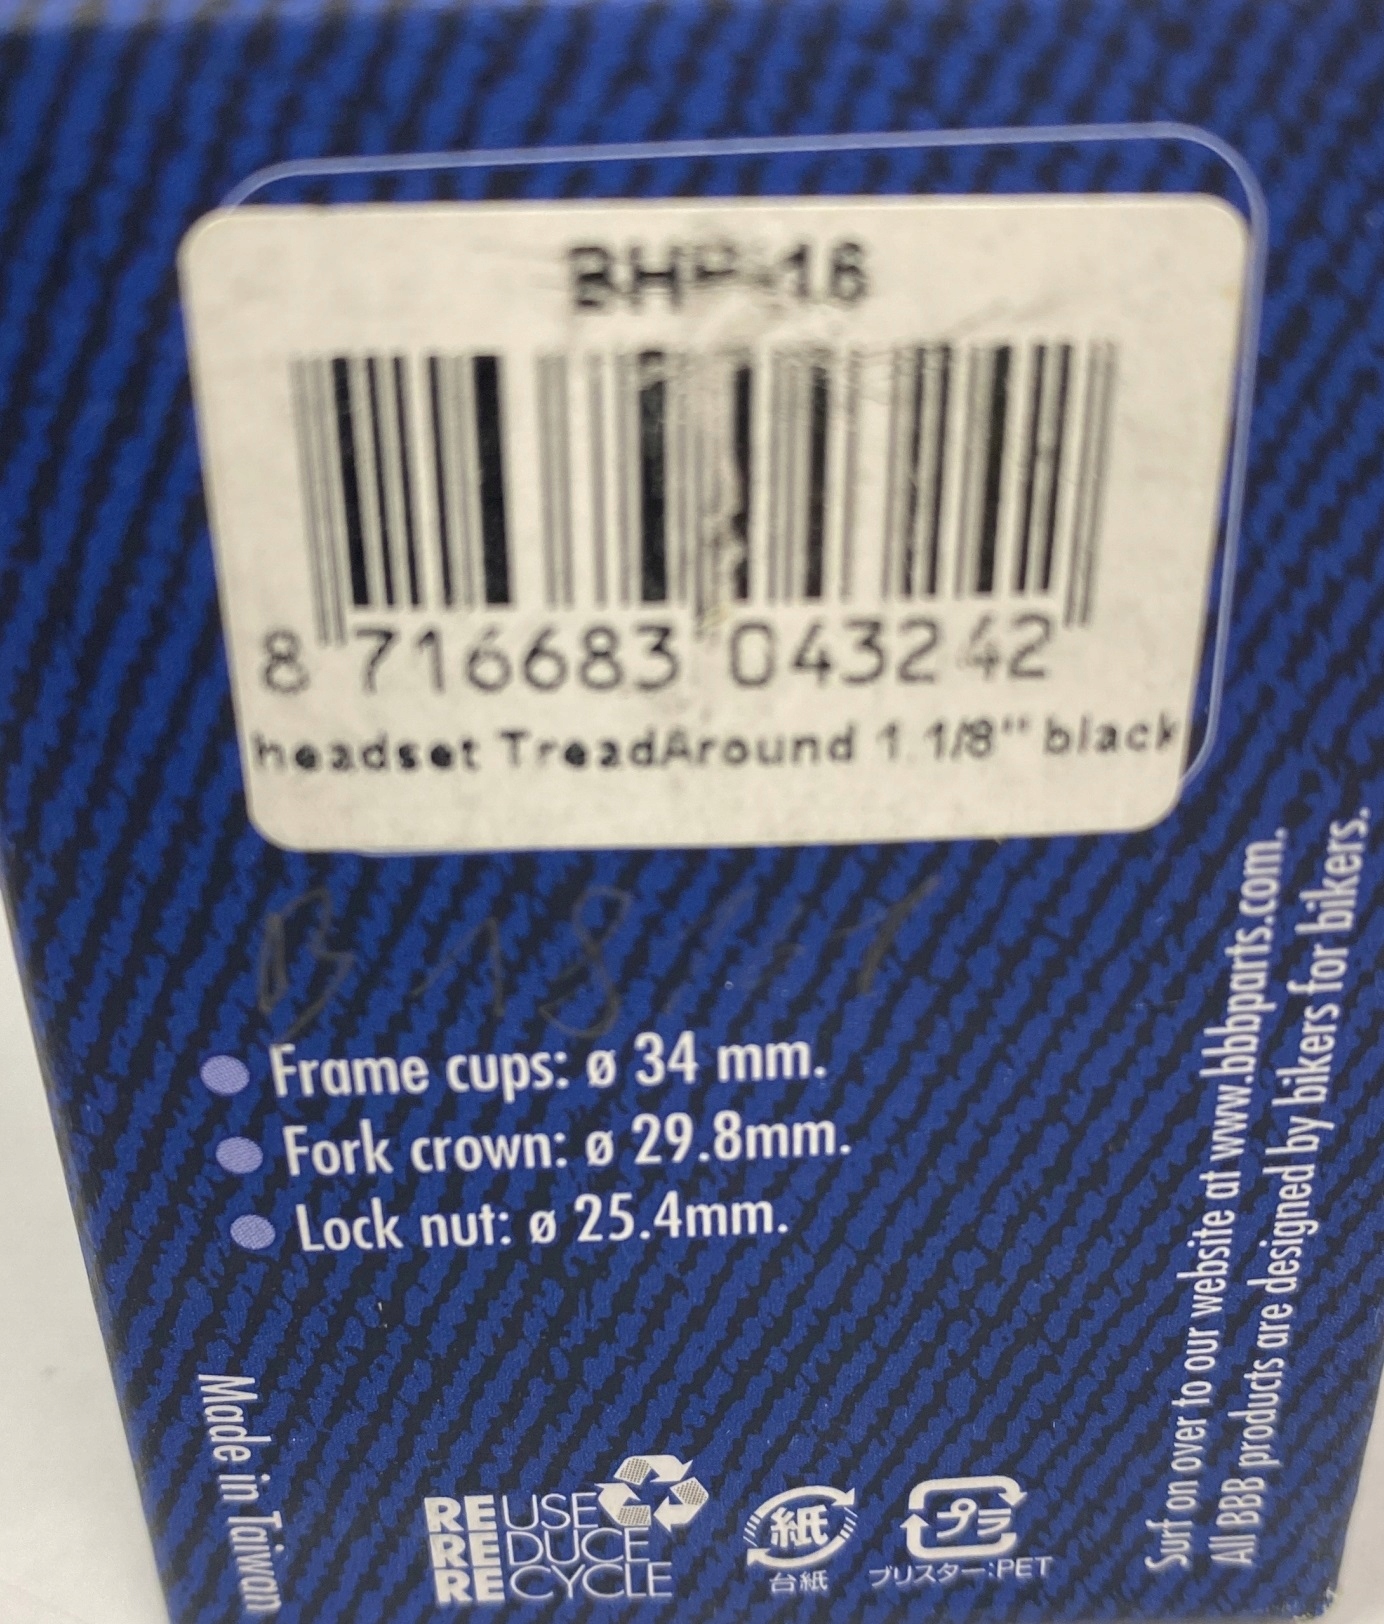 BHP-16
8 716683 043242
headset TreadAround 1.1/8" black
Frame cups: ø 34 mm.
Fork crown: ø 29.8mm.
Lock nut: ø 25.4mm.
Made in Taiwan
REUSE
REDUCE
RECYCLE
紙
台紙
プラ
ブリスター:PET
Surf on over to our website at www.bbbparts.com.
All BBB products are designed by bikers for bikers.